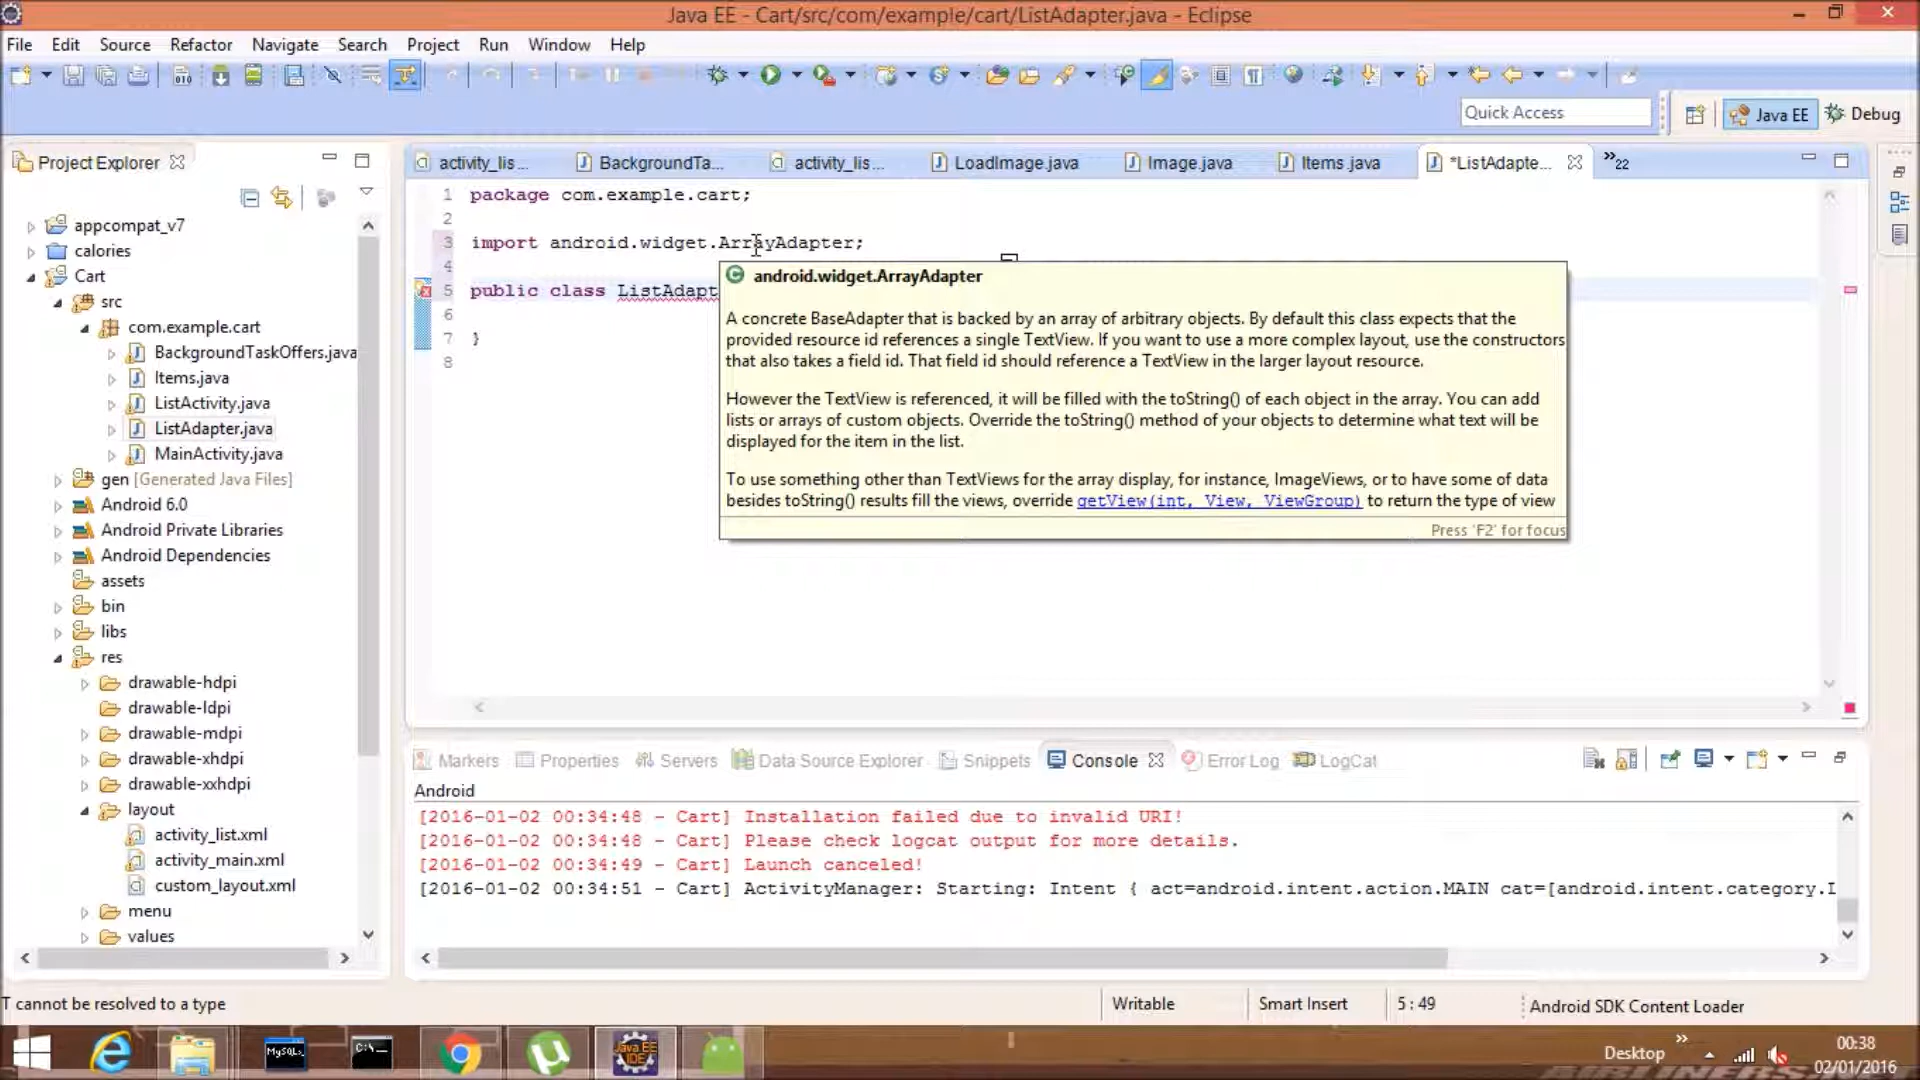 Java EE - Cart/src/com/example/cart/ListAdapter.java - Eclipse
File Edit Source Refactor Navigate Search Project Run Window Help
Quick Access
Java EE
Debug
Project Explorer
activity_lis...
BackgroundTa...
activity_lis...
LoadImage.java
Image.java
Items.java
*ListAdapte...
»22
appcompat_v7
calories
Cart
src
com.example.cart
BackgroundTaskOffers.java
Items.java
ListActivity.java
ListAdapter.java
MainActivity.java
gen [Generated Java Files]
Android 6.0
Android Private Libraries
Android Dependencies
assets
bin
libs
res
drawable-hdpi
drawable-ldpi
drawable-mdpi
drawable-xhdpi
drawable-xxhdpi
layout
activity_list.xml
activity_main.xml
custom_layout.xml
menu
values
1 package com.example.cart;
2
3 import android.widget.ArrayAdapter;
4
5 public class ListAdapt
6
7 }
8
android.widget.ArrayAdapter
A concrete BaseAdapter that is backed by an array of arbitrary objects. By default this class expects that the
provided resource id references a single TextView. If you want to use a more complex layout, use the constructors
that also takes a field id. That field id should reference a TextView in the larger layout resource.
However the TextView is referenced, it will be filled with the toString() of each object in the array. You can add
lists or arrays of custom objects. Override the toString() method of your objects to determine what text will be
displayed for the item in the list.
To use something other than TextViews for the array display, for instance, ImageViews, or to have some of data
besides toString() results fill the views, override getView(int, View, ViewGroup) to return the type of view
Press 'F2' for focus
Markers Properties Servers Data Source Explorer Snippets Console Error Log LogCat
Android
[2016-01-02 00:34:48 - Cart] Installation failed due to invalid URI!
[2016-01-02 00:34:48 - Cart] Please check logcat output for more details.
[2016-01-02 00:34:49 - Cart] Launch canceled!
[2016-01-02 00:34:51 - Cart] ActivityManager: Starting: Intent { act=android.intent.action.MAIN cat=[android.intent.category.
T cannot be resolved to a type
Writable
Smart Insert
5 : 49
Android SDK Content Loader
MySQL
C:\
Java EE
IDE
Desktop
»
00:38
02/01/2016